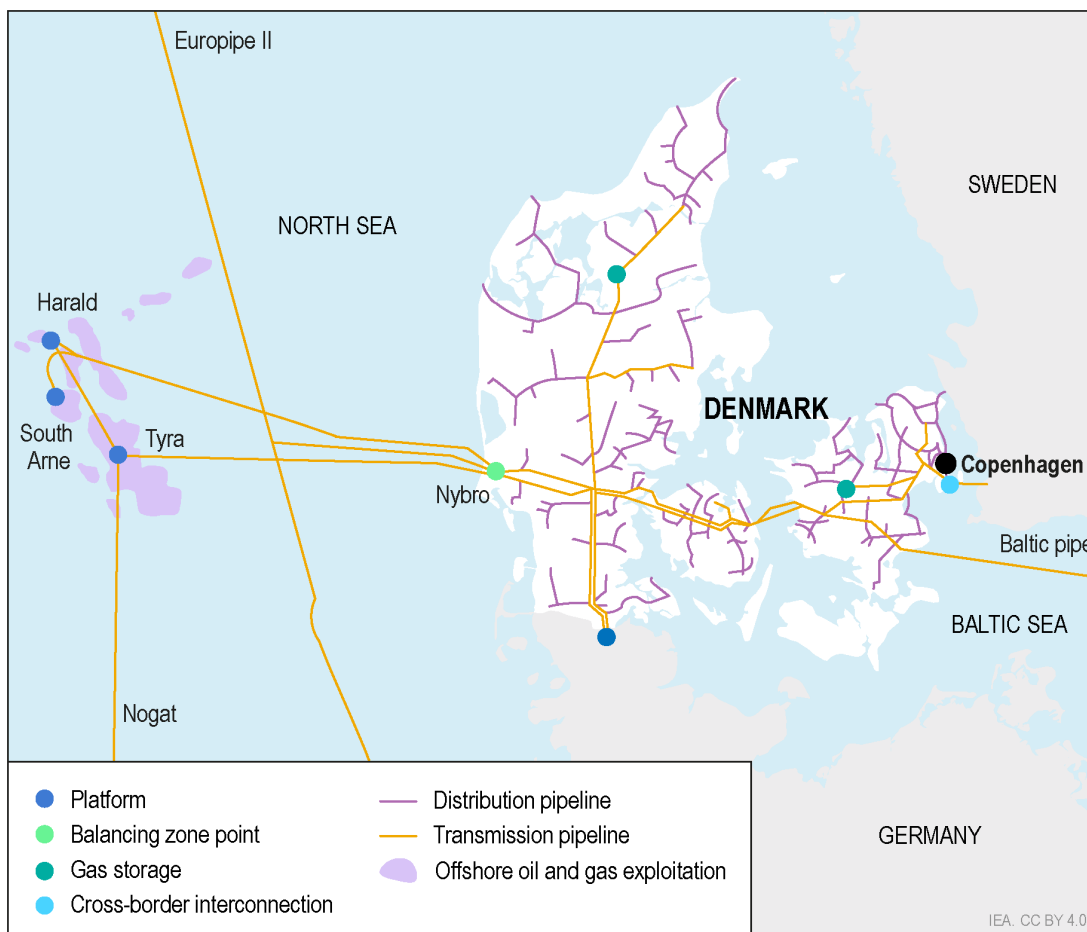 Europipe II
SWEDEN
NORTH SEA
Harald
DENMARK
South
Arne
Tyra
Copenhagen
Nybro
Baltic pipe
BALTIC SEA
Nogat
Platform
Balancing zone point
Gas storage
Cross-border interconnection
Distribution pipeline
Transmission pipeline
Offshore oil and gas exploitation
GERMANY
IEA. CC BY 4.0